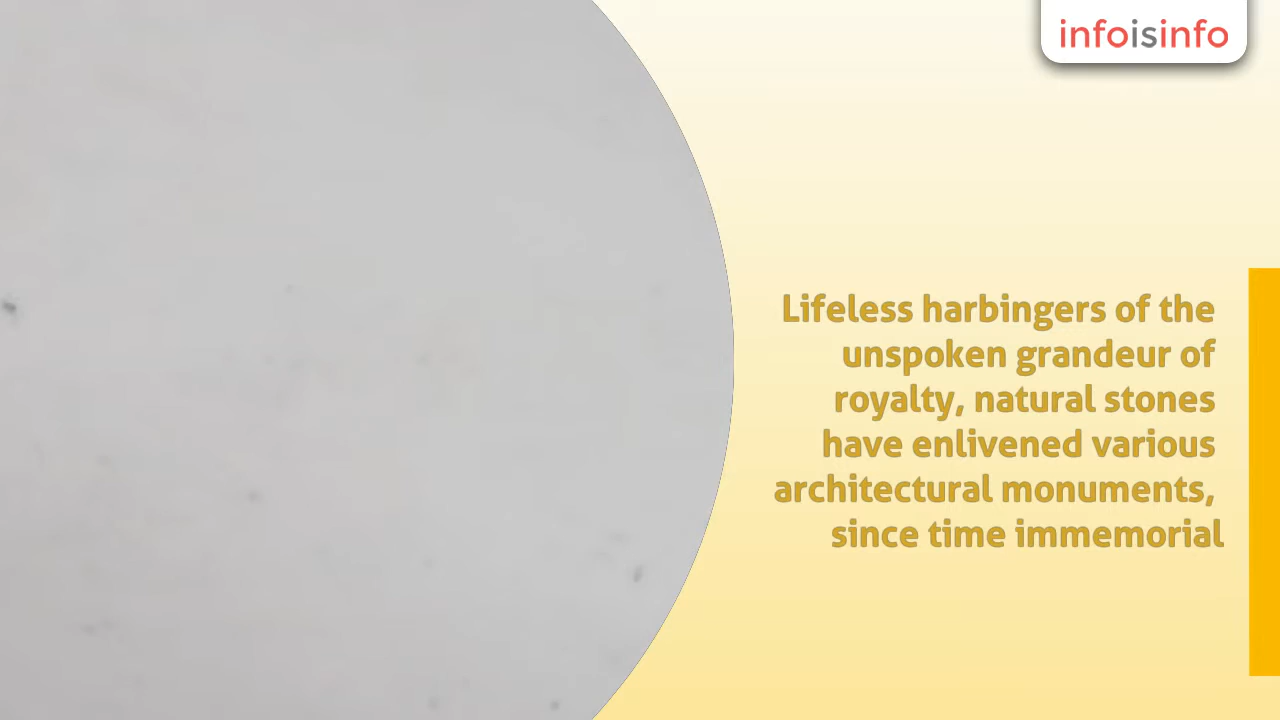 infoisinfo
Lifeless harbingers of the
unspoken grandeur of
royalty, natural stones
have enlivened various
architectural monuments,
since time immemorial